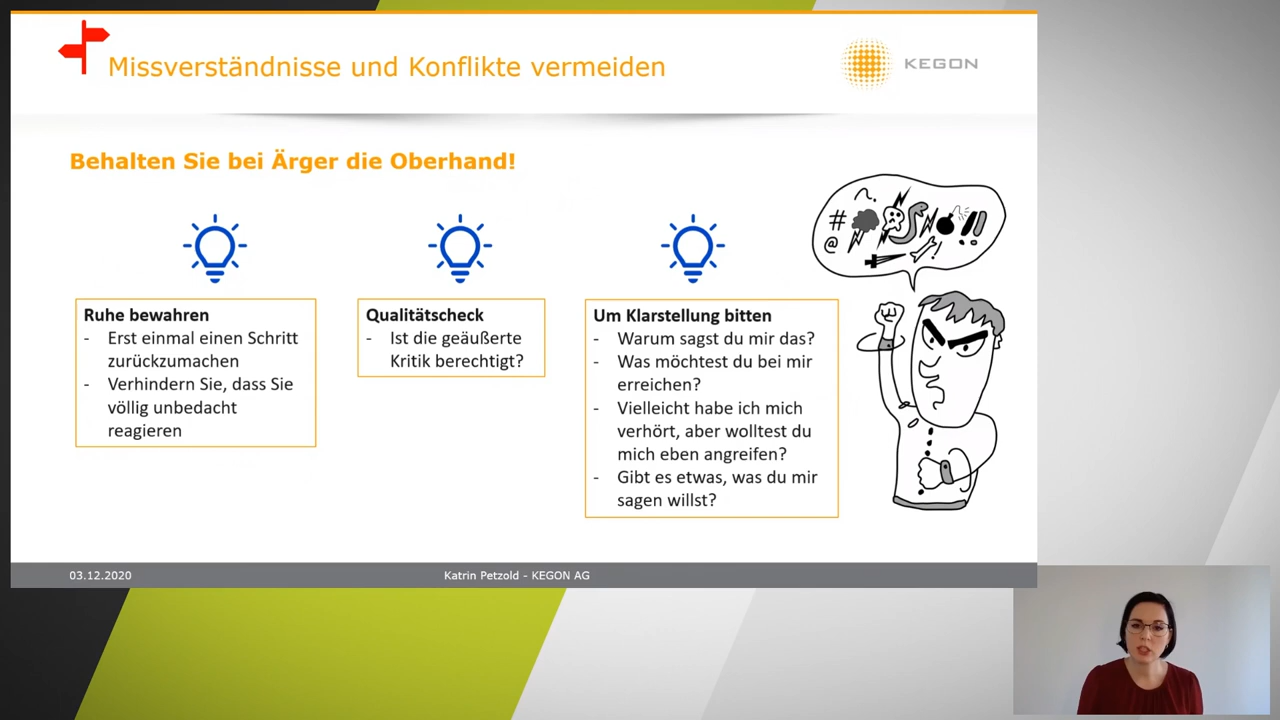 Missverständnisse und Konflikte vermeiden
KEGON
Behalten Sie bei Ärger die Oberhand!
Ruhe bewahren
- Erst einmal einen Schritt
zurückzumachen
- Verhindern Sie, dass Sie
völlig unbedacht
reagieren
Qualitätscheck
- Ist die geäußerte
Kritik berechtigt?
Um Klarstellung bitten
- Warum sagst du mir das?
- Was möchtest du bei mir
erreichen?
- Vielleicht habe ich mich
verhört, aber wolltest du
mich eben angreifen?
- Gibt es etwas, was du mir
sagen willst?
#
@
03.12.2020
Katrin Petzold - KEGON AG